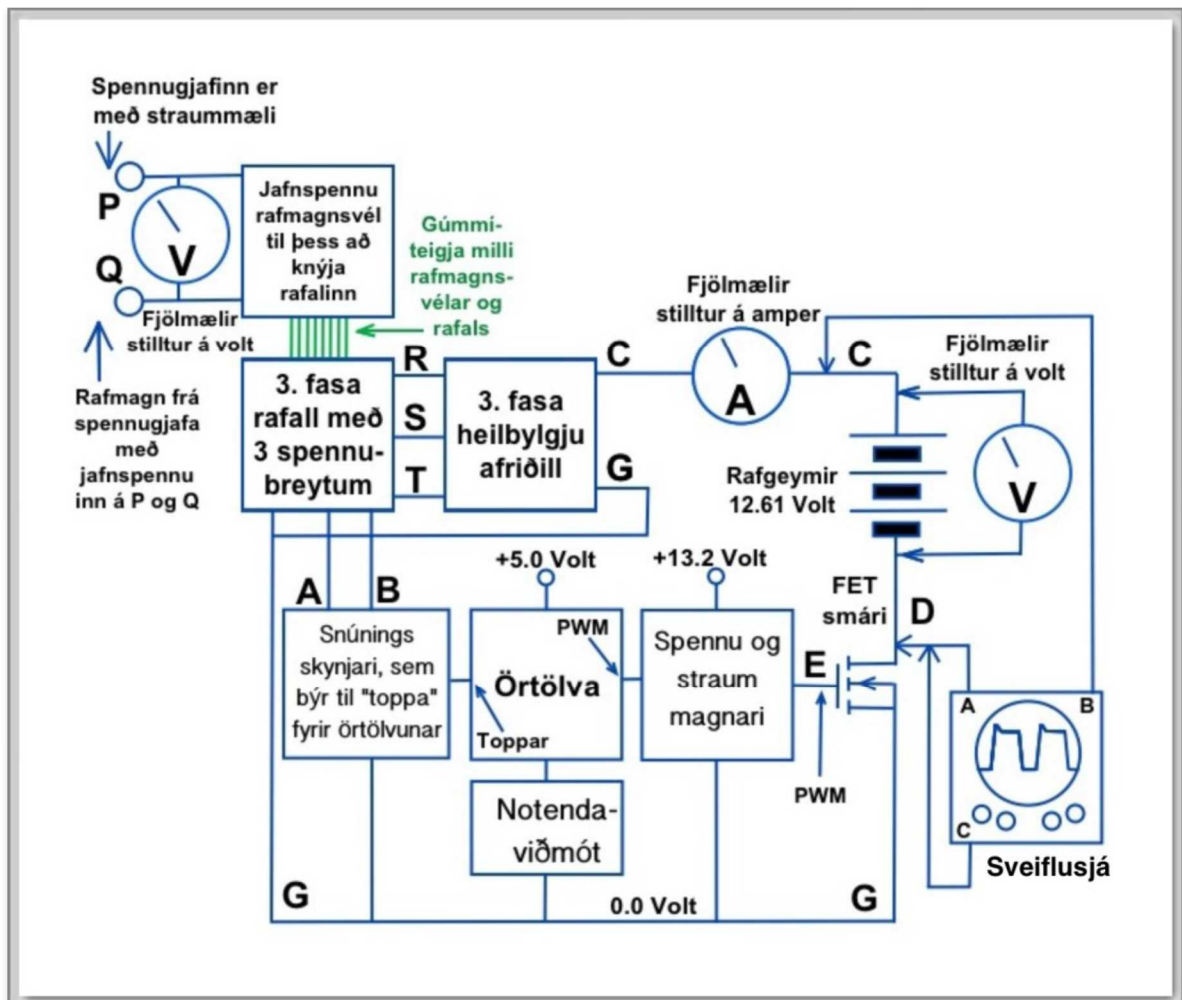 Spennugjafinn er
með straummæli
P
V
Q
Jafnspennu
rafmagnsvél
til þess að
knýja
rafalinn
Gúmmí-
teigja milli
rafmagns-
vélar og
rafals
Fjölmælir
stilltur á volt
Rafmagn frá
spennugjafa
með
jafnspennu
inn á P og Q
3. fasa
rafall með
3 spennu-
breytum
R
S
T
3. fasa
heilbylgju
afriðill
C
G
Fjölmælir
stilltur á amper
A
C
Fjölmælir
stilltur á volt
V
Rafgeymir
12.61 Volt
A
B
Snúnings
skynjari, sem
býr til "toppa"
fyrir örtölvunar
+5.0 Volt
PWM
Örtölva
Toppar
Notenda-
viðmót
+13.2 Volt
Spennu og
straum
magnari
E
PWM
FET
smári
D
A
B
C
Sveiflusjá
G
0.0 Volt
G